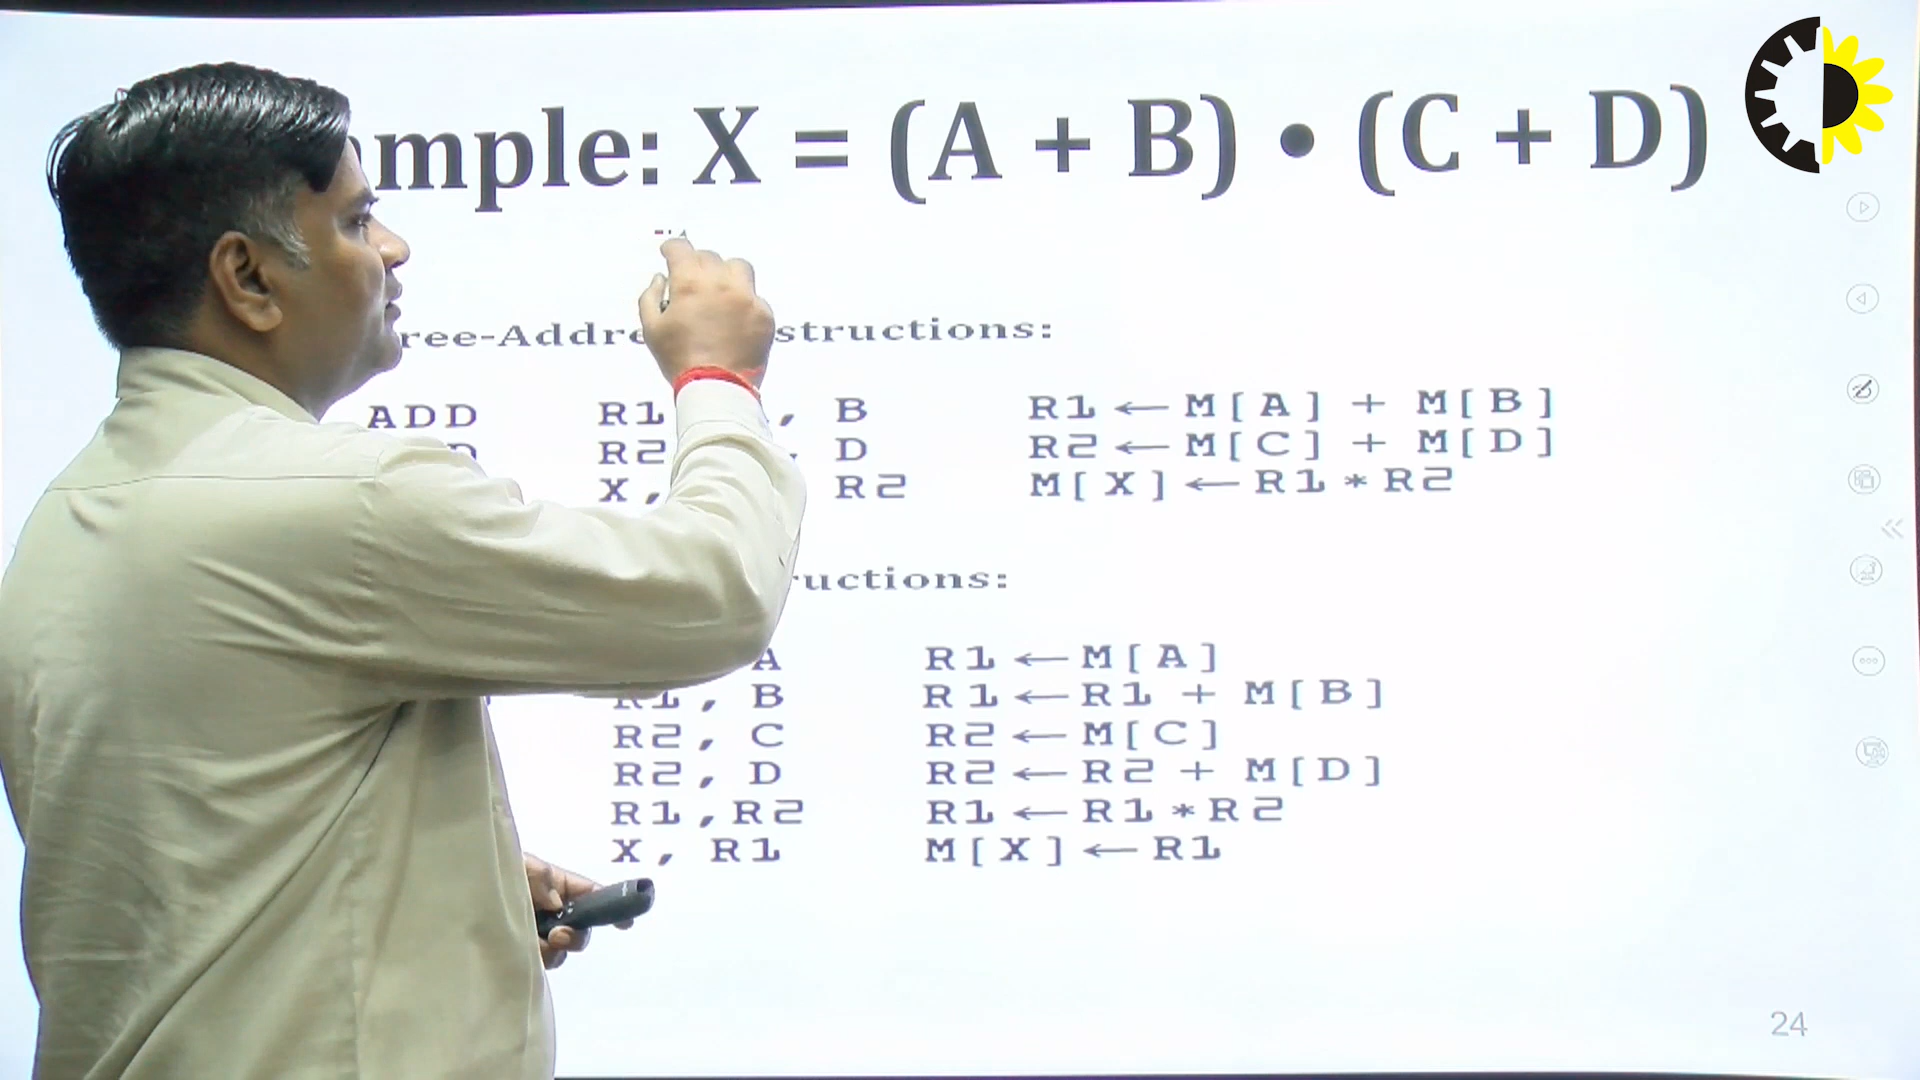 mple: X = (A + B) • (C + D)
ree-Addre structions:
ADD R1 , B R1 ← M[A] + M[B]
R2 , D R2 ← M[C] + M[D]
X, R2 M[X] ← R1 * R2
uctions:
A R1 ← M[A]
R1, B R1 ← R1 + M[B]
R2, C R2 ← M[C]
R2, D R2 ← R2 + M[D]
R1,R2 R1 ← R1 * R2
X, R1 M[X] ← R1
24